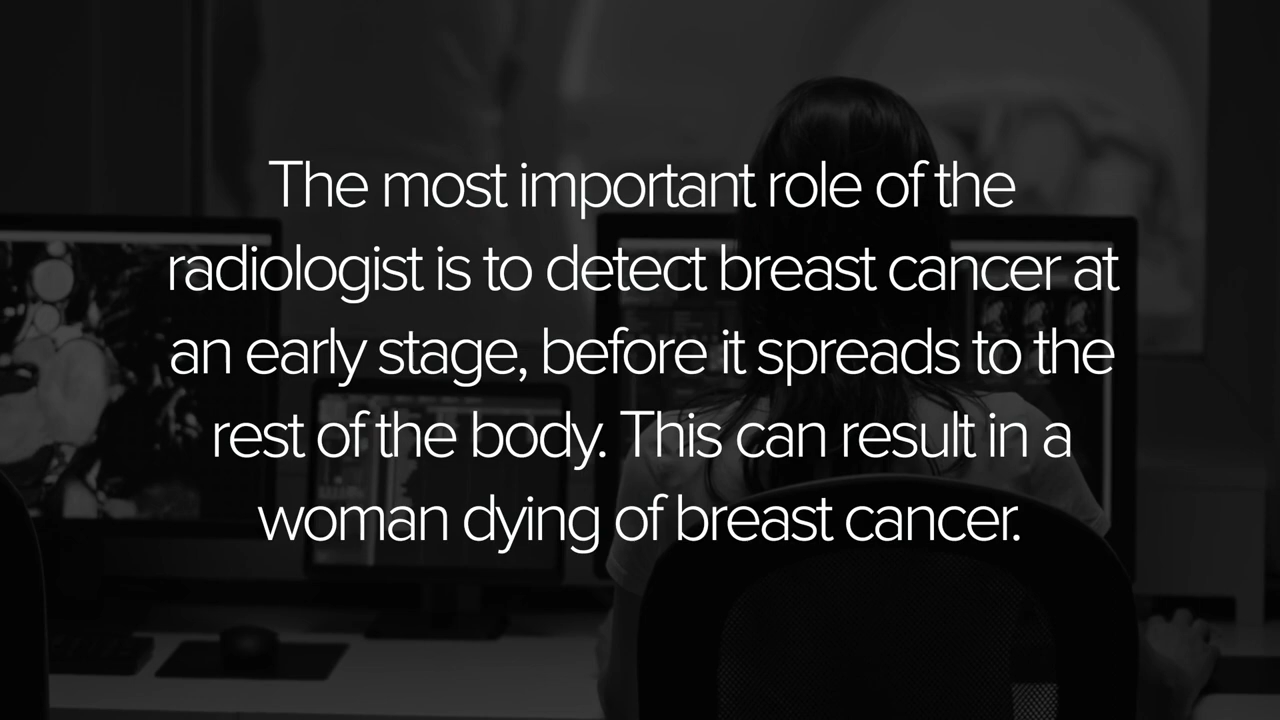 The most important role of the
radiologist is to detect breast cancer at
an early stage, before it spreads to the
rest of the body. This can result in a
woman dying of breast cancer.